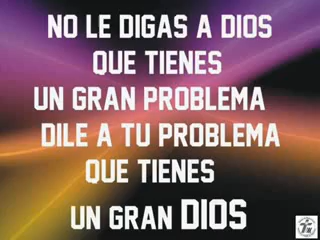 NO LE DIGAS A DIOS
QUE TIENES
UN GRAN PROBLEMA
DILE A TU PROBLEMA
QUE TIENES
UN GRAN DIOS